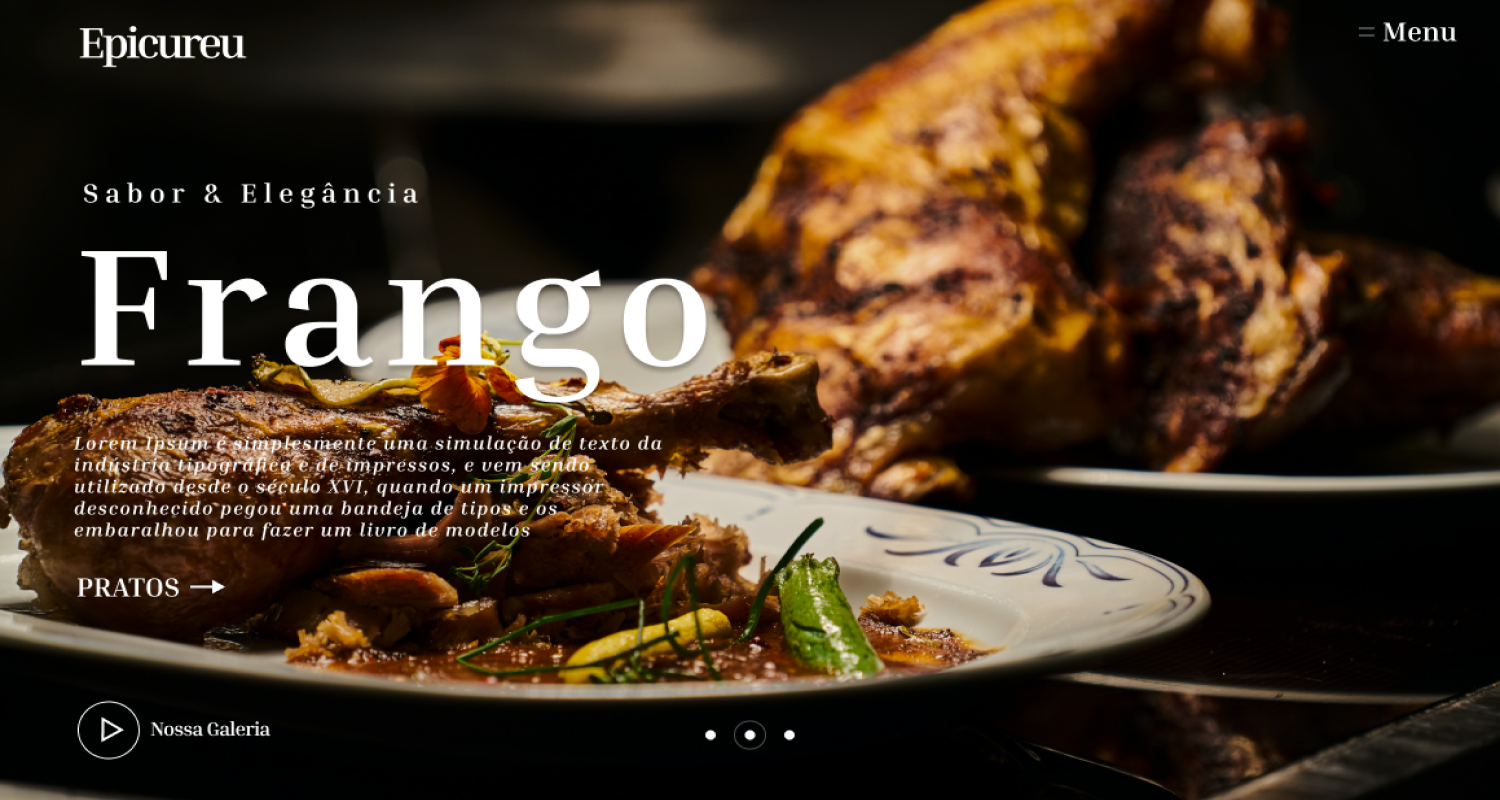 Epicureu
Menu
Sabor & Elegância
Frango
Lorem Ipsum é simplesmente uma simulação de texto da
indústria tipográfica e de impressos, e vem sendo
utilizado desde o século XVI, quando um impressor
desconhecido pegou uma bandeja de tipos e os
embaralhou para fazer um livro de modelos
PRATOS
Nossa Galeria